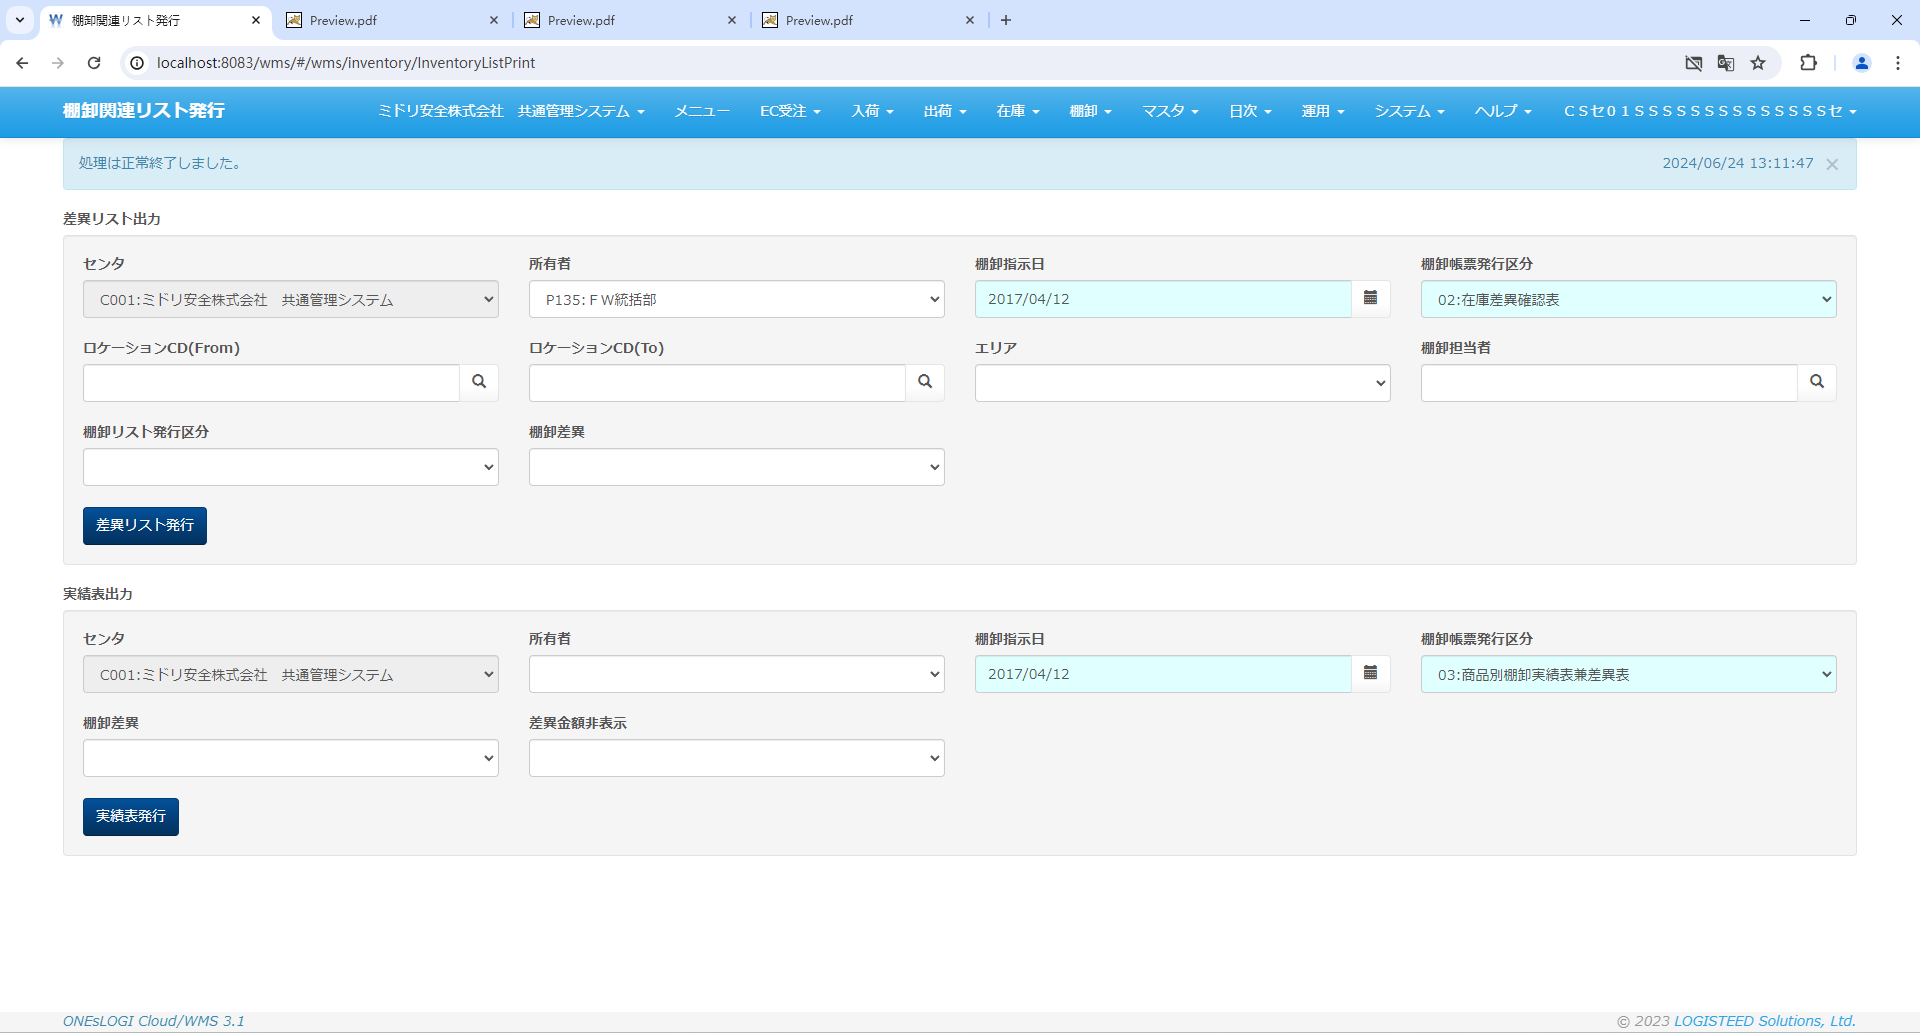 棚卸関連リスト発行
Preview.pdf
Preview.pdf
Preview.pdf
localhost:8083/wms/#/wms/inventory/InventoryListPrint
棚卸関連リスト発行 ミドリ安全株式会社　共通管理システム メニュー EC受注 入荷 出荷 在庫 棚卸 マスタ 日次 運用 システム ヘルプ ＣＳセ０１ＳＳＳＳＳＳＳＳＳＳＳＳＳＳセ
処理は正常終了しました。 2024/06/24 13:11:47
差異リスト出力
センタ 所有者 棚卸指示日 棚卸帳票発行区分
C001:ミドリ安全株式会社　共通管理システム P135:ＦＷ統括部 2017/04/12 02:在庫差異確認表
ロケーションCD(From) ロケーションCD(To) エリア 棚卸担当者
棚卸リスト発行区分 棚卸差異
差異リスト発行
実績表出力
センタ 所有者 棚卸指示日 棚卸帳票発行区分
C001:ミドリ安全株式会社　共通管理システム 2017/04/12 03:商品別棚卸実績表兼差異表
棚卸差異 差異金額非表示
実績表発行
ONEsLOGI Cloud/WMS 3.1 © 2023 LOGISTEED Solutions, Ltd.